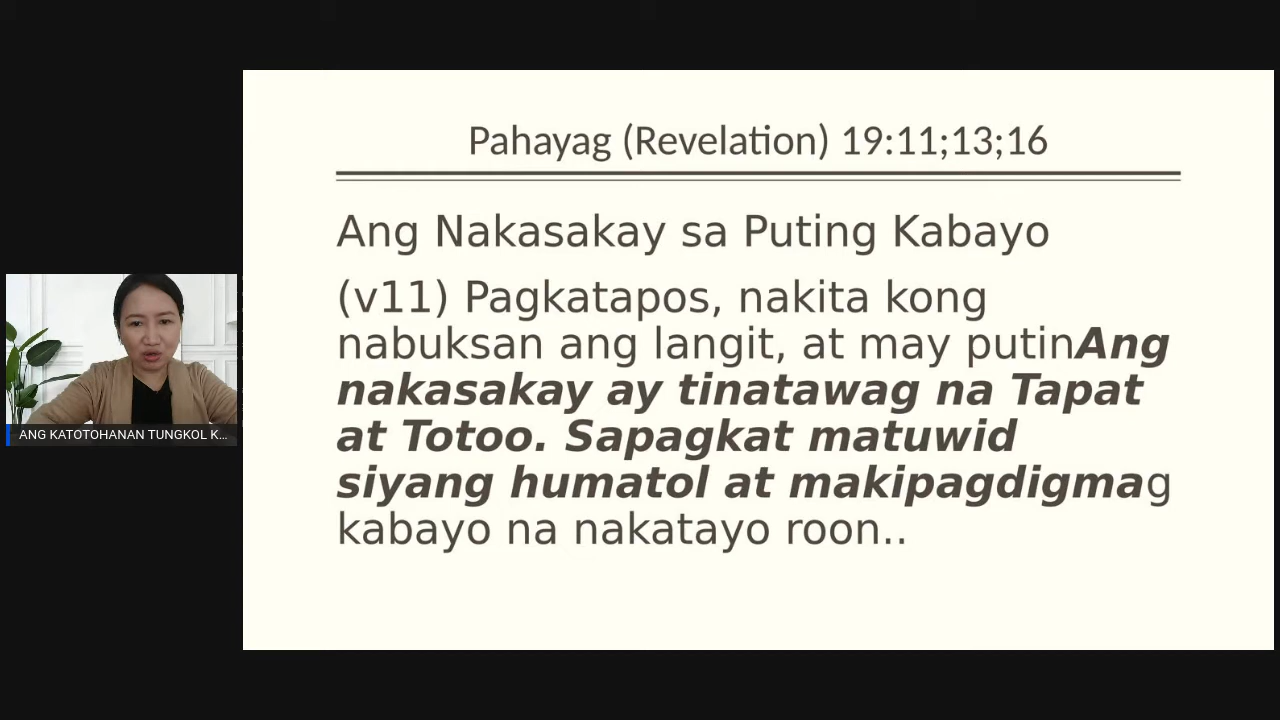 Pahayag (Revelation) 19:11;13;16
Ang Nakasakay sa Puting Kabayo
(v11) Pagkatapos, nakita kong
nabuksan ang langit, at may putinAng
nakasakay ay tinatawag na Tapat
at Totoo. Sapagkat matuwid
siyang humatol at makipagdigmag
kabayo na nakatayo roon..
ANG KATOTOHANAN TUNGKOL K...